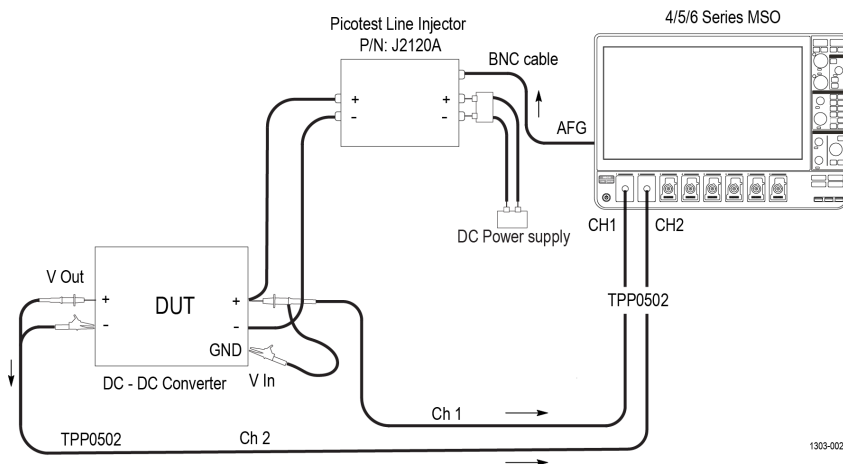 4/5/6 Series MSO
Picotest Line Injector
P/N: J2120A
BNC cable
AFG
+
-
+
-
DC Power supply
CH1
CH2
TPP0502
V Out
+
-
DUT
+
-
GND
V In
DC - DC Converter
Ch 1
TPP0502
Ch 2
1303-002